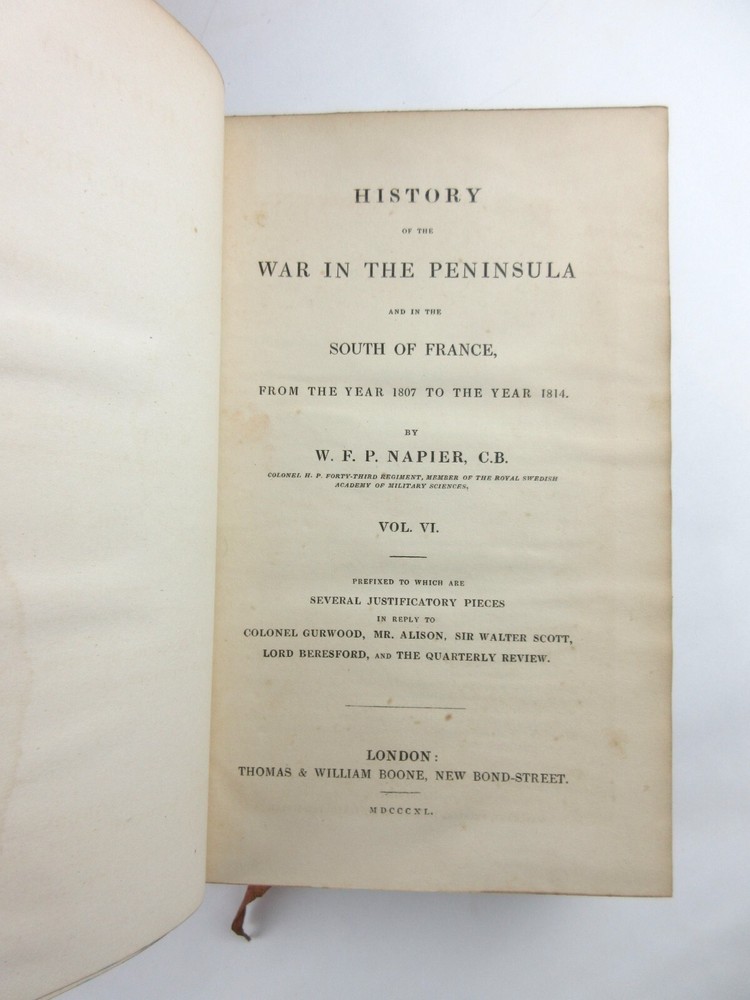 HISTORY
OF THE
WAR IN THE PENINSULA
AND IN THE
SOUTH OF FRANCE,
FROM THE YEAR 1807 TO THE YEAR 1814.
BY
W. F. P. NAPIER, C.B.
COLONEL H. P. FORTY-THIRD REGIMENT, MEMBER OF THE ROYAL SWEDISH
ACADEMY OF MILITARY SCIENCES,
VOL. VI.
PREFIXED TO WHICH ARE
SEVERAL JUSTIFICATORY PIECES
IN REPLY TO
COLONEL GURWOOD, MR. ALISON, SIR WALTER SCOTT,
LORD BERESFORD, AND THE QUARTERLY REVIEW.
LONDON:
THOMAS & WILLIAM BOONE, NEW BOND-STREET.
MDCCCXL.